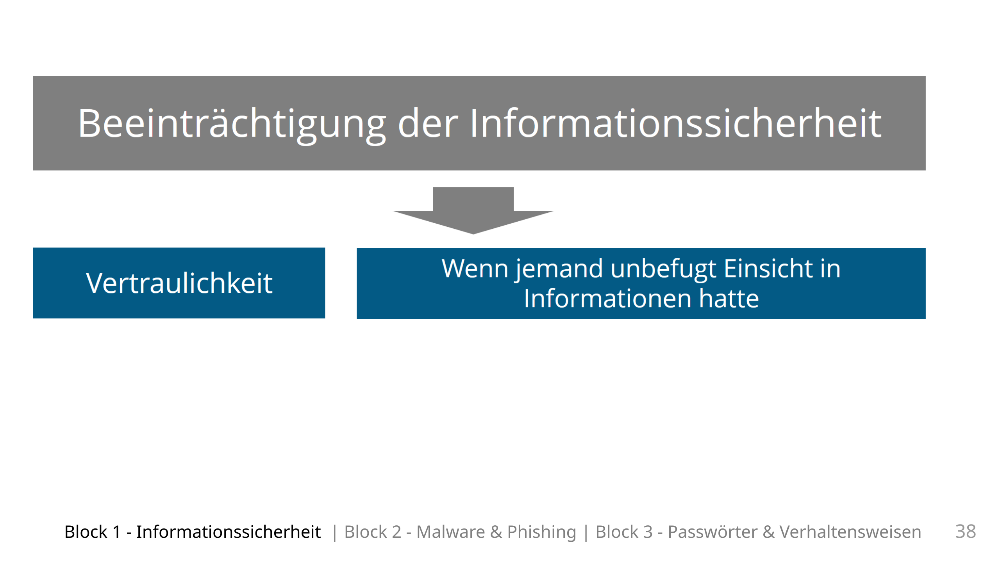 Beeinträchtigung der Informationssicherheit
Vertraulichkeit
Wenn jemand unbefugt Einsicht in
Informationen hatte
Block 1 - Informationssicherheit | Block 2 - Malware & Phishing | Block 3 - Passwörter & Verhaltensweisen 38